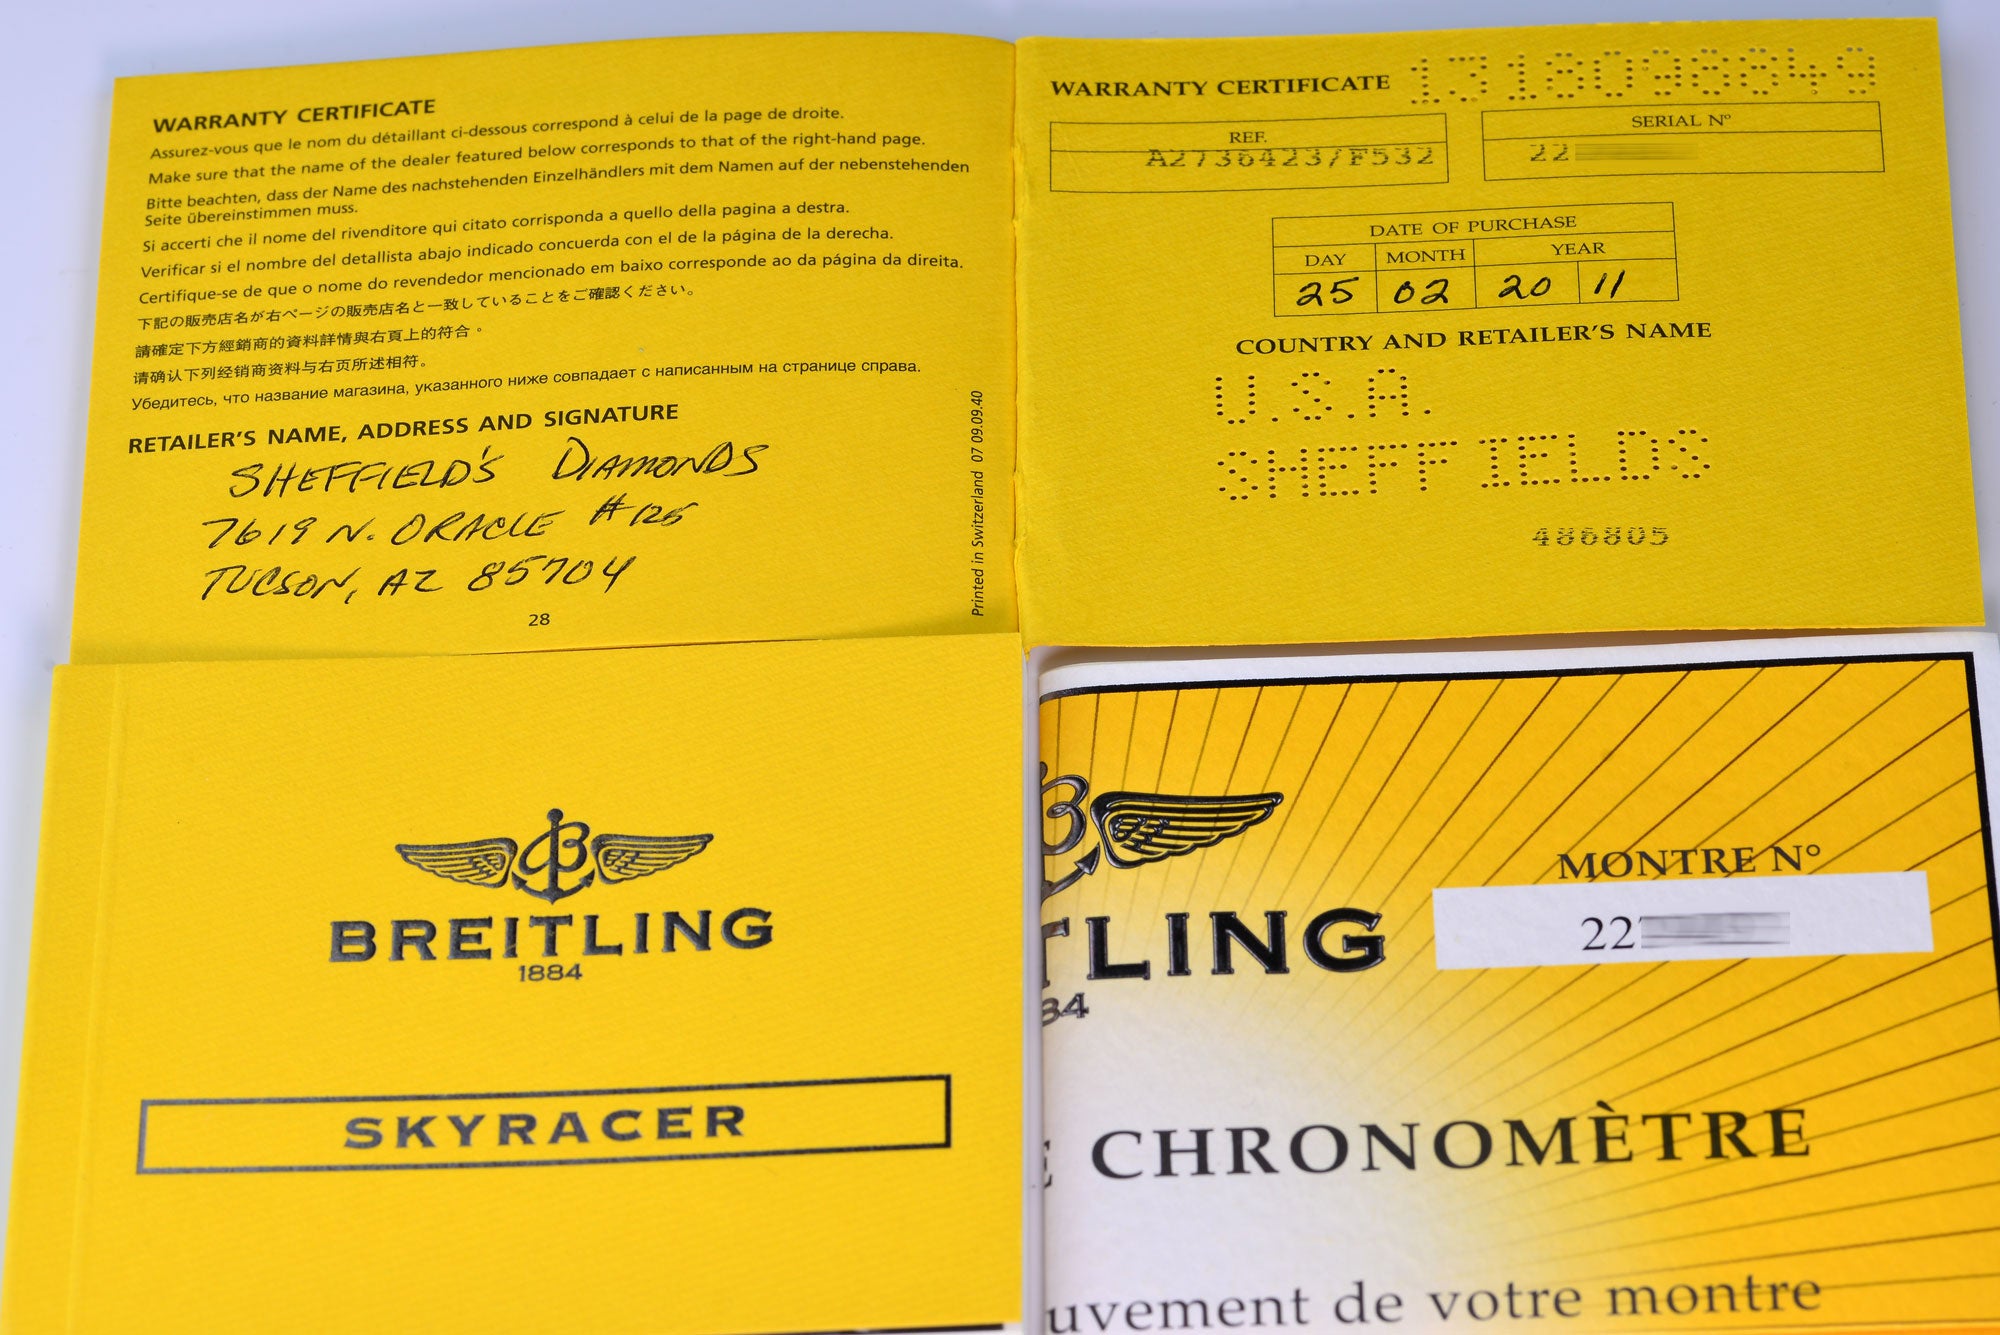 WARRANTY CERTIFICATE
Assurez-vous que le nom du détaillant ci-dessous correspond à celui de la page de droite.
Make sure that the name of the dealer featured below corresponds to that of the right-hand page.
Bitte beachten, dass der Name des nachstehenden Einzelhändlers mit dem Namen auf der nebenstehenden
Seite übereinstimmen muss.
Si accerti che il nome del rivenditore qui citato corrisponda a quello della pagina a destra.
Verificar si el nombre del detallista abajo indicado concuerda con el de la página de la derecha.
Certifique-se de que o nome do revendedor mencionado em baixo corresponde ao da página da direita.
下記の販売店名が右ページの販売店名と一致していることをご確認ください。
請確定下方經銷商的資料詳情與右頁上的符合。
请确认下列经销商资料与右页所述相符。
Убедитесь, что название магазина, указанного ниже совпадает с написанным на странице справа.
RETAILER'S NAME, ADDRESS AND SIGNATURE
SHEFFIELD'S DIAMONDS
7619 N. ORACLE #125
TUCSON, AZ 85704
28
Printed in Switzerland 07 09.09.40
WARRANTY CERTIFICATE 1318098849
REF.
A2736423/F532
SERIAL Nº
22
DATE OF PURCHASE
DAY MONTH YEAR
25 02 20 11
COUNTRY AND RETAILER'S NAME
U.S.A.
SHEFFIELDS
486805
BREITLING
1884
SKYRACER
B
TLING
84
MONTRE N°
22
E CHRONOMÈTRE
uvement de votre montre